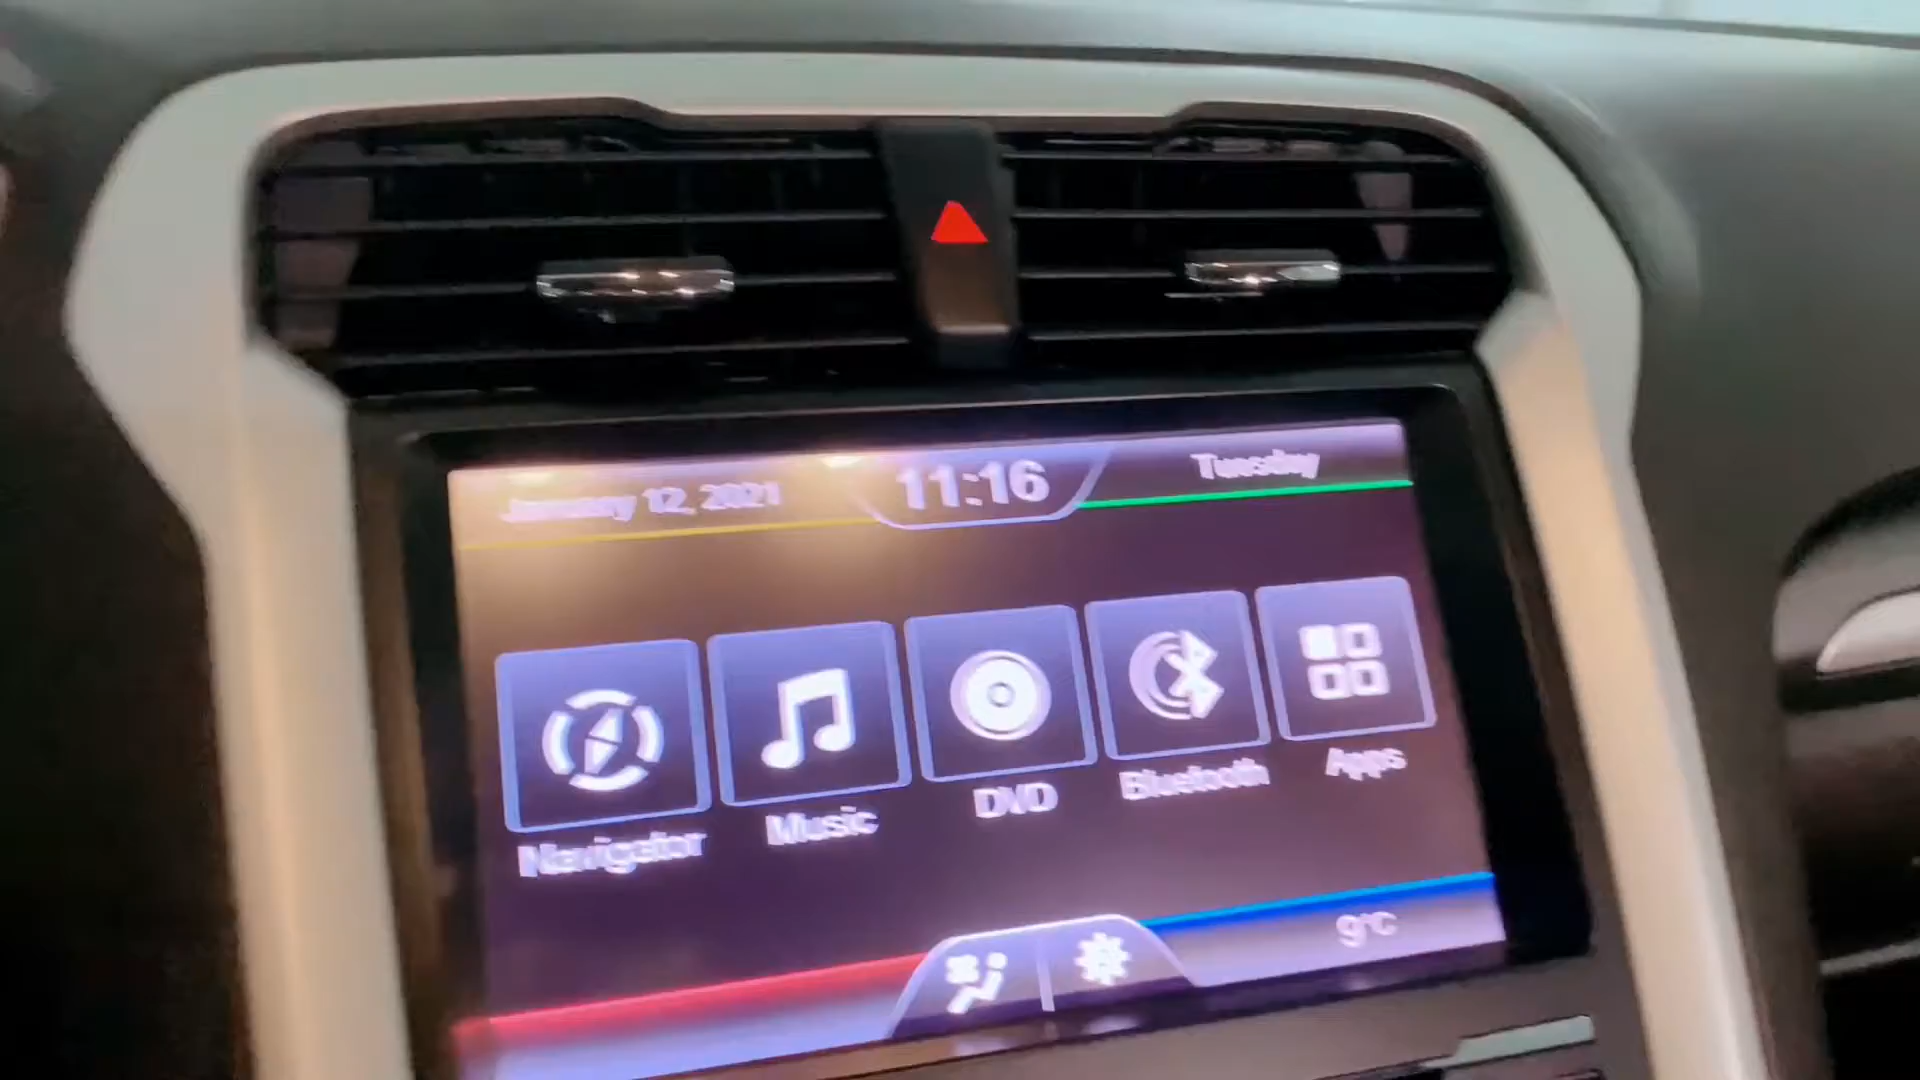 January 12, 2021
11:16
Tuesday
Navigator
Music
DVD
Bluetooth
Apps
9°C